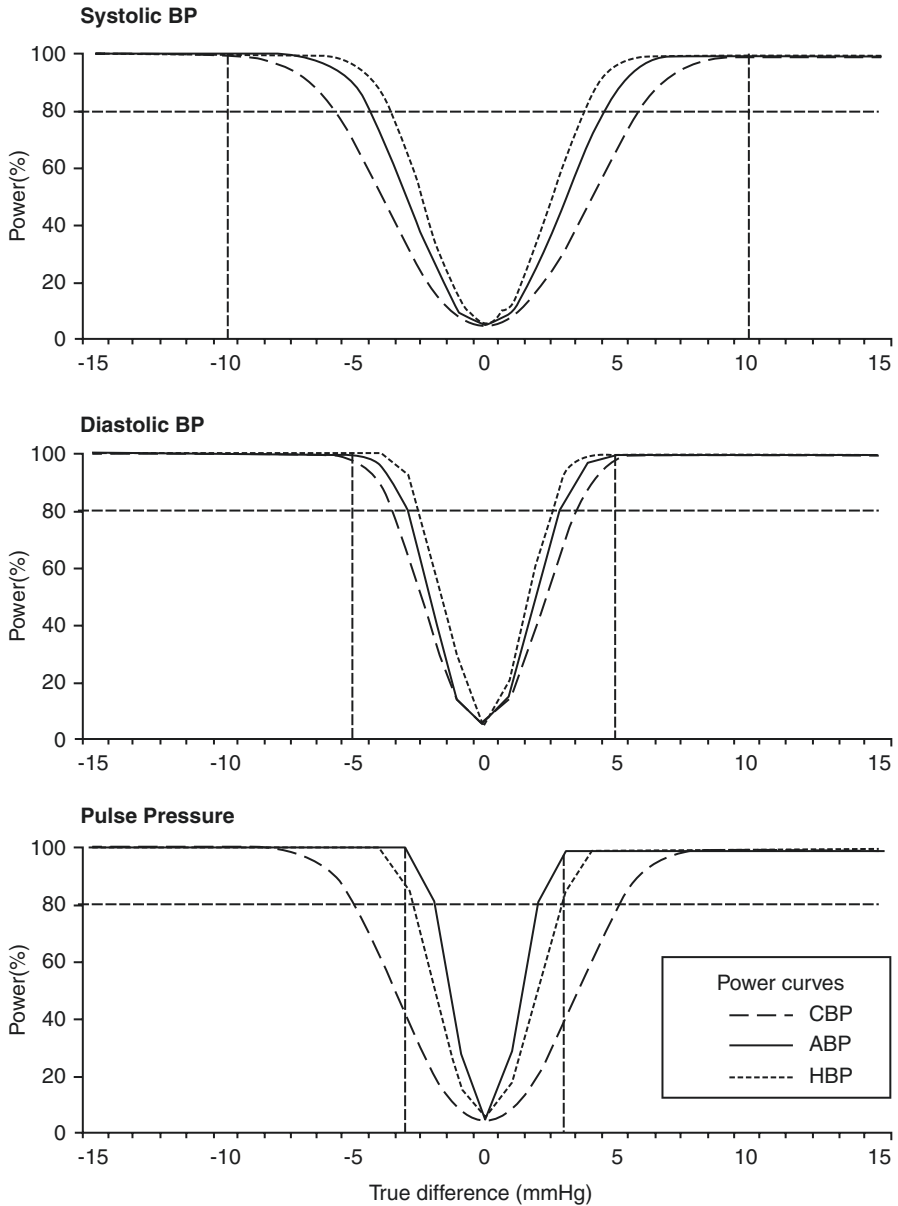 Systolic BP
100
80
60
40
20
0
Power(%)
-15 -10 -5 0 5 10 15
Diastolic BP
100
80
60
40
20
0
Power(%)
-15 -10 -5 0 5 10 15
Pulse Pressure
100
80
60
40
20
0
Power(%)
Power curves
CBP
ABP
HBP
-15 -10 -5 0 5 10 15
True difference (mmHg)